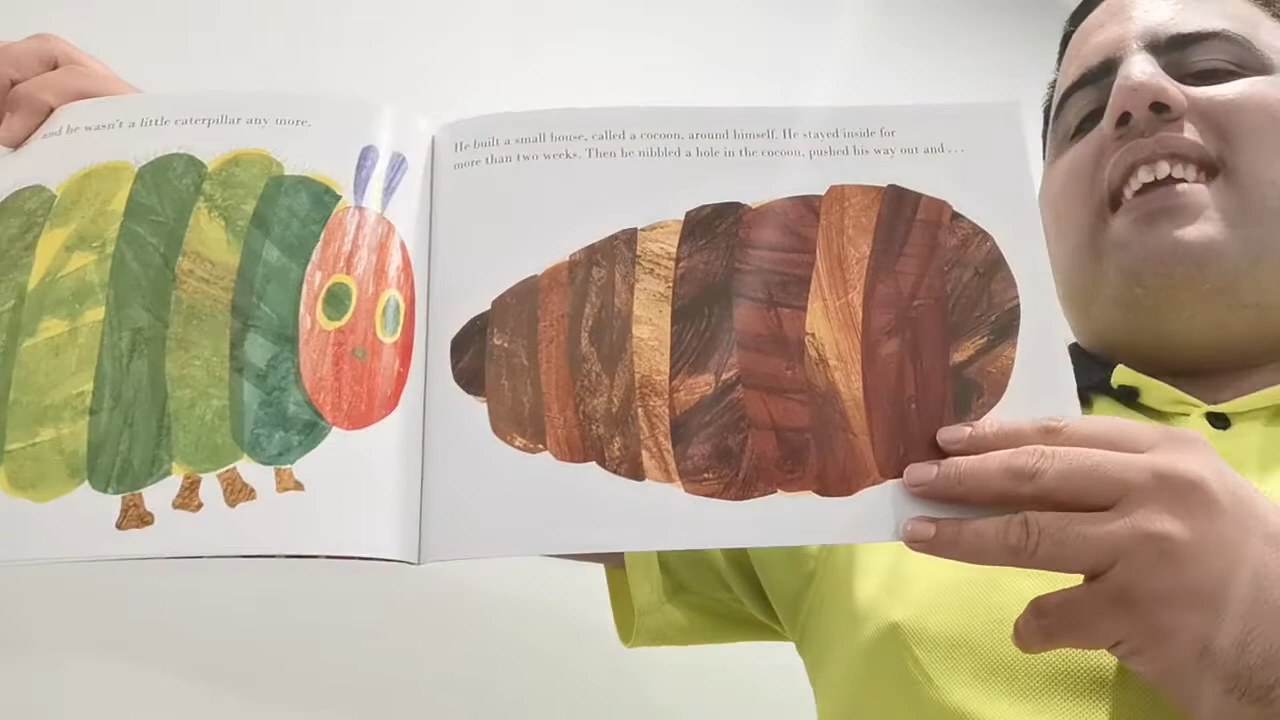 and he wasn't a little caterpillar any more.
He built a small house, called a cocoon, around himself. He stayed inside for
more than two weeks. Then he nibbled a hole in the cocoon, pushed his way out and . . .